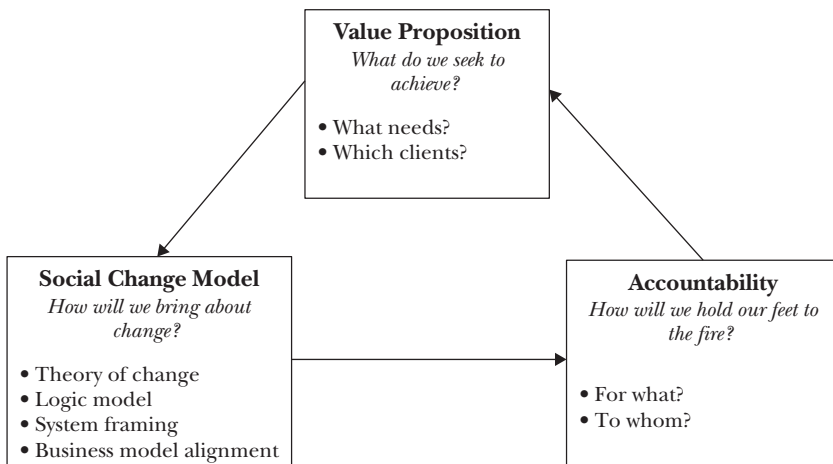 Value Proposition
What do we seek to
achieve?
• What needs?
• Which clients?
Social Change Model
How will we bring about
change?
• Theory of change
• Logic model
• System framing
• Business model alignment
Accountability
How will we hold our feet to
the fire?
• For what?
• To whom?